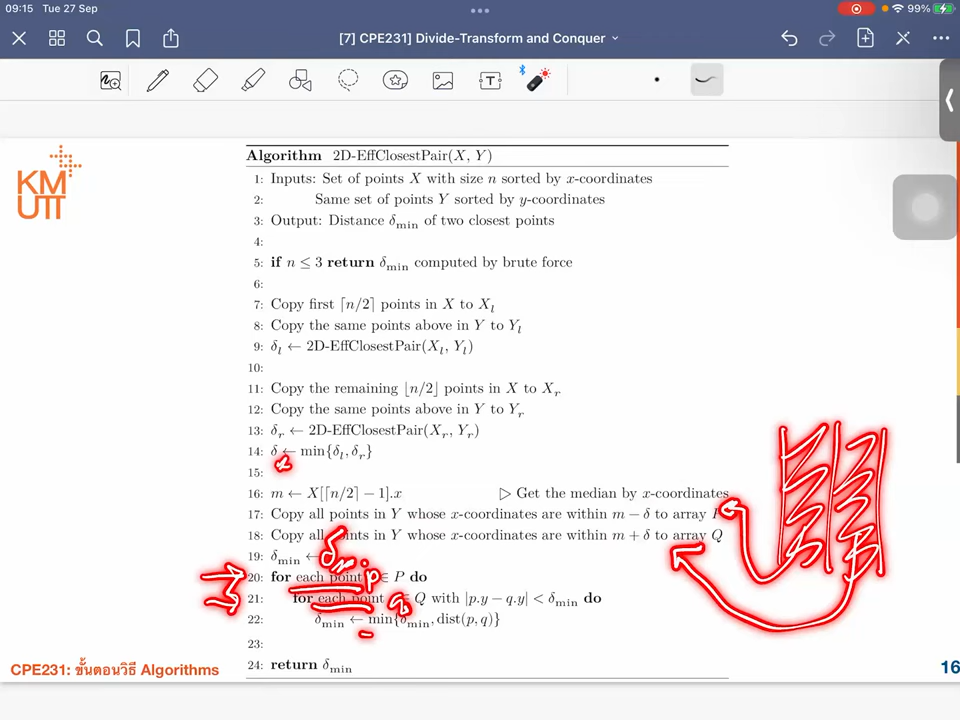 09:15 Tue 27 Sep
99%
[7] CPE231] Divide-Transform and Conquer
T
KM
UTT
Algorithm 2D-EffClosestPair(X, Y)
1: Inputs: Set of points X with size n sorted by x-coordinates
2: Same set of points Y sorted by y-coordinates
3: Output: Distance δmin of two closest points
4:
5: if n ≤ 3 return δmin computed by brute force
6:
7: Copy first ⌈n/2⌉ points in X to Xl
8: Copy the same points above in Y to Yl
9: δl ← 2D-EffClosestPair(Xl, Yl)
10:
11: Copy the remaining ⌊n/2⌋ points in X to Xr
12: Copy the same points above in Y to Yr
13: δr ← 2D-EffClosestPair(Xr, Yr)
14: δ ← min{δl, δr}
15:
16: m ← X[⌈n/2⌉ − 1].x ▷ Get the median by x-coordinates
17: Copy all points in Y whose x-coordinates are within m − δ to array P
18: Copy all points in Y whose x-coordinates are within m + δ to array Q
19: δmin ←
20: for each point p ∈ P do
21: for each point q ∈ Q with |p.y − q.y| < δmin do
22: δmin ← min{δmin, dist(p, q)}
23:
24: return δmin
CPE231: ขั้นตอนวิธี Algorithms
16